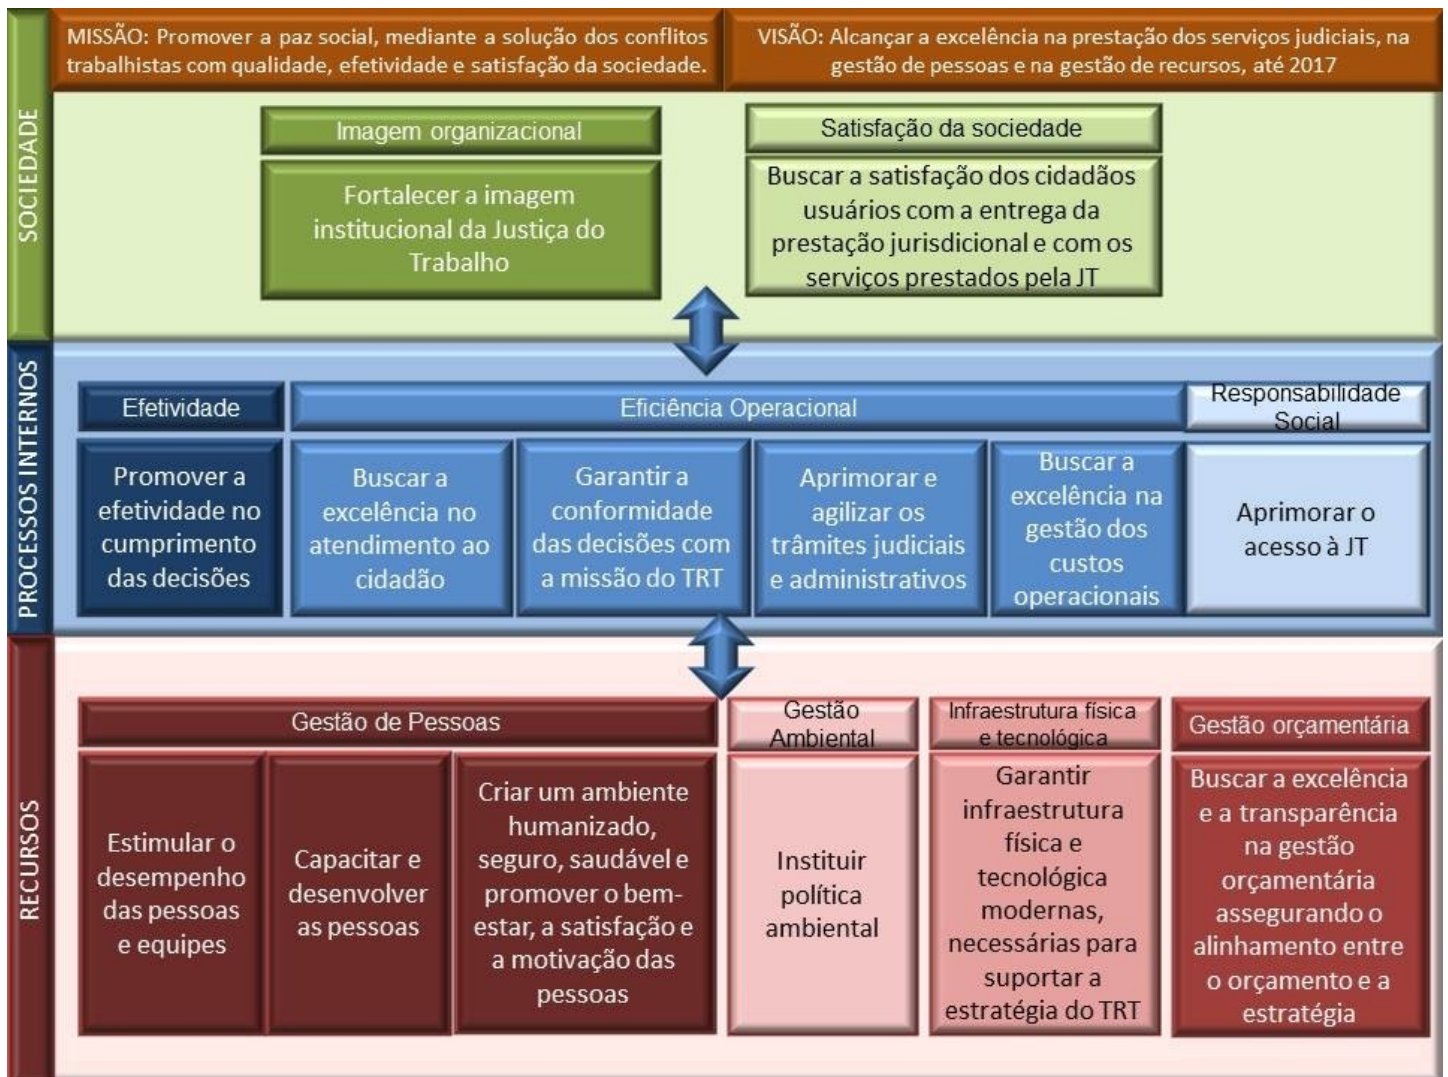 MISSÃO: Promover a paz social, mediante a solução dos conflitos
trabalhistas com qualidade, efetividade e satisfação da sociedade.
VISÃO: Alcançar a excelência na prestação dos serviços judiciais, na
gestão de pessoas e na gestão de recursos, até 2017
SOCIEDADE
Imagem organizacional
Fortalecer a imagem
institucional da Justiça do
Trabalho
Satisfação da sociedade
Buscar a satisfação dos cidadãos
usuários com a entrega da
prestação jurisdicional e com os
serviços prestados pela JT
PROCESSOS INTERNOS
Efetividade
Promover a
efetividade no
cumprimento
das decisões
Eficiência Operacional
Buscar a
excelência no
atendimento ao
cidadão
Garantir a
conformidade
das decisões com
a missão do TRT
Aprimorar e
agilizar os
trâmites judiciais
e administrativos
Buscar a
excelência na
gestão dos
custos
operacionais
Responsabilidade
Social
Aprimorar o
acesso à JT
RECURSOS
Gestão de Pessoas
Estimular o
desempenho
das pessoas
e equipes
Capacitar e
desenvolver
as pessoas
Criar um ambiente
humanizado,
seguro, saudável e
promover o bem-
estar, a satisfação e
a motivação das
pessoas
Gestão
Ambiental
Instituir
política
ambiental
Infraestrutura física
e tecnológica
Garantir
infraestrutura
física e
tecnológica
modernas,
necessárias para
suportar a
estratégia do TRT
Gestão orçamentária
Buscar a excelência
e a transparência
na gestão
orçamentária
assegurando o
alinhamento entre
o orçamento e a
estratégia